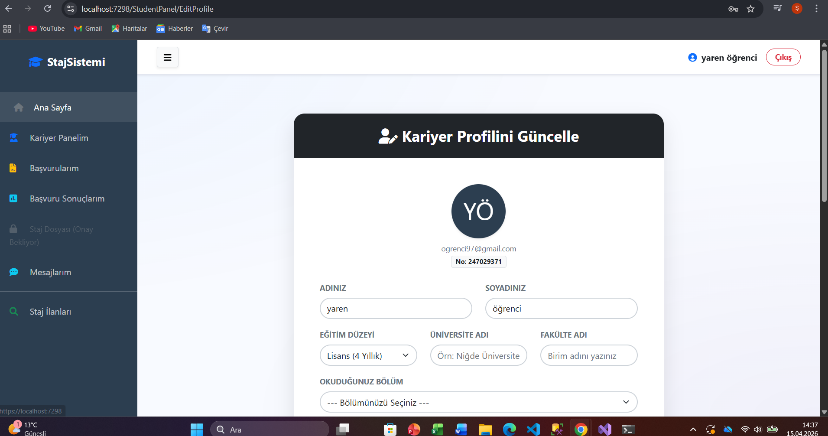 localhost:7298/StudentPanel/EditProfile
S
YouTube
Gmail
Haritalar
Haberler
Çevir
StajSistemi
yaren öğrenci
Çıkış
Ana Sayfa
Kariyer Panelim
Başvurularım
Başvuru Sonuçlarım
Staj Dosyası (Onay
Bekliyor)
Mesajlarım
Staj İlanları
Kariyer Profilini Güncelle
YÖ
ogrenci97@gmail.com
No: 247029371
ADINIZ
SOYADINIZ
yaren
öğrenci
EĞİTİM DÜZEYİ
ÜNİVERSİTE ADI
FAKÜLTE ADI
Lisans (4 Yıllık)
Örn: Niğde Üniversite
Birim adını yazınız
OKUDUĞUNUZ BÖLÜM
--- Bölümünüzü Seçiniz ---
https://localhost:7298
13°C
Güneşli
Ara
14:37
15.04.2026